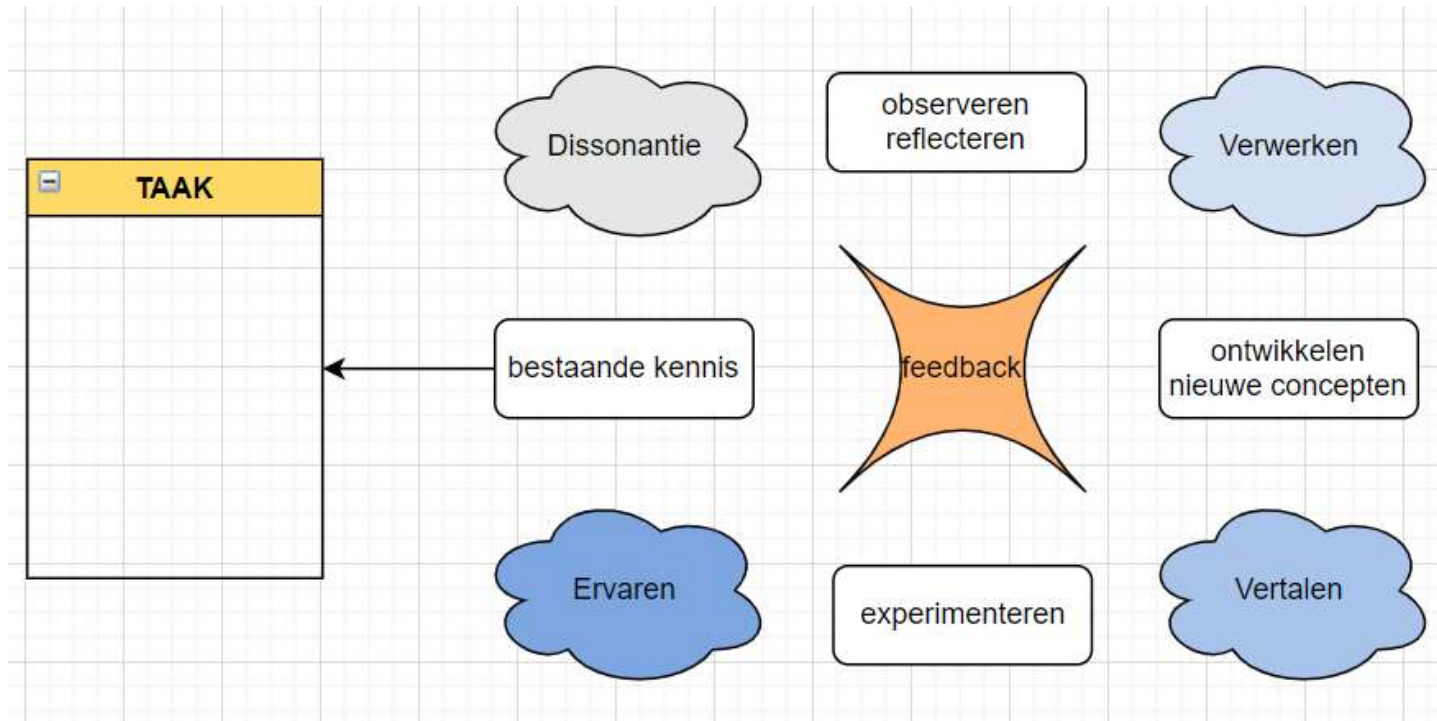 Dissonantie
observeren
reflecteren
Verwerken
TAAK
bestaande kennis
feedback
ontwikkelen
nieuwe concepten
Ervaren
experimenteren
Vertalen